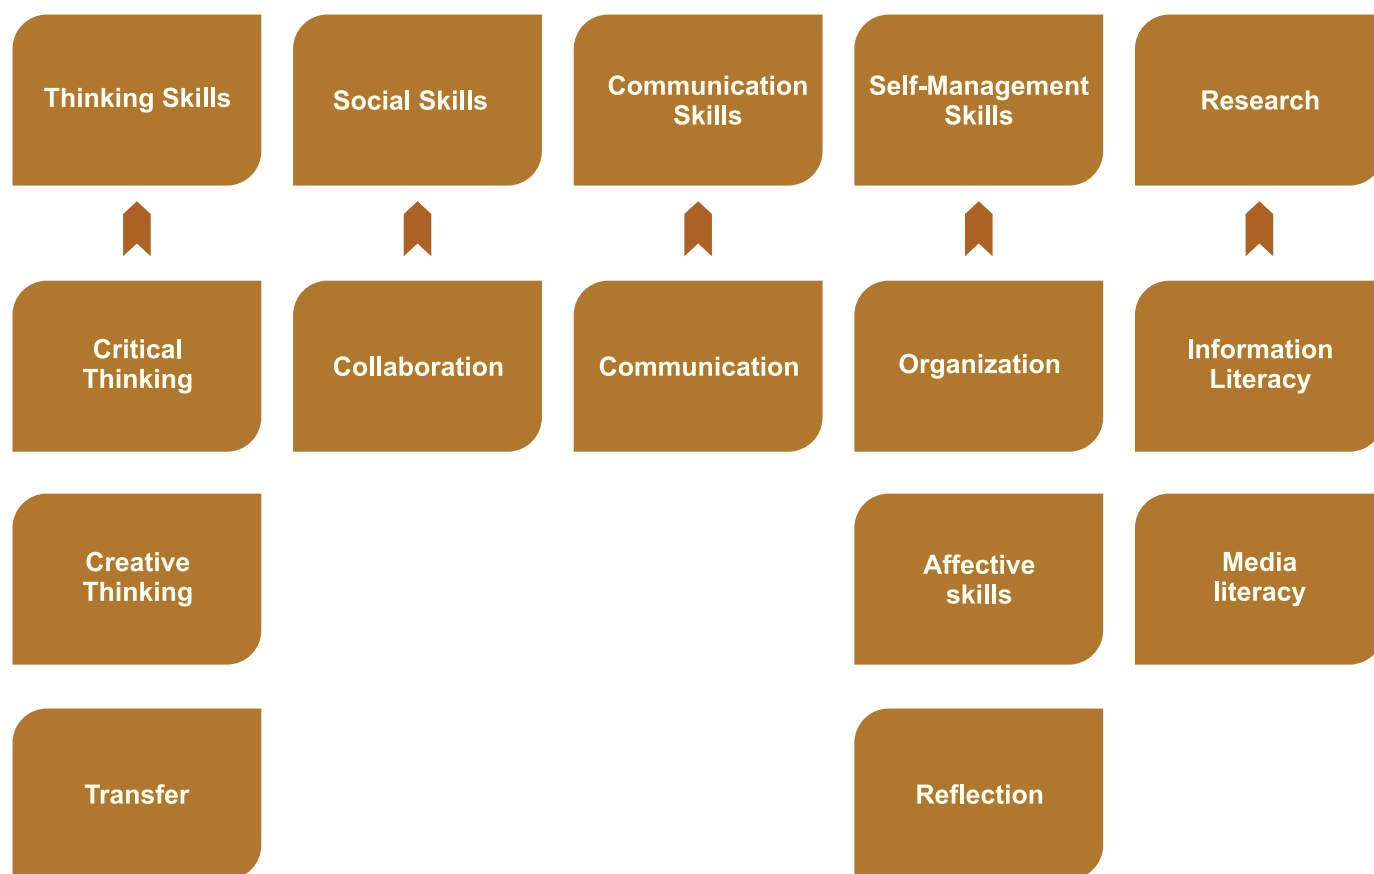 Thinking Skills
Social Skills
Communication
Skills
Self-Management
Skills
Research
Critical
Thinking
Collaboration
Communication
Organization
Information
Literacy
Creative
Thinking
Affective
skills
Media
literacy
Transfer
Reflection